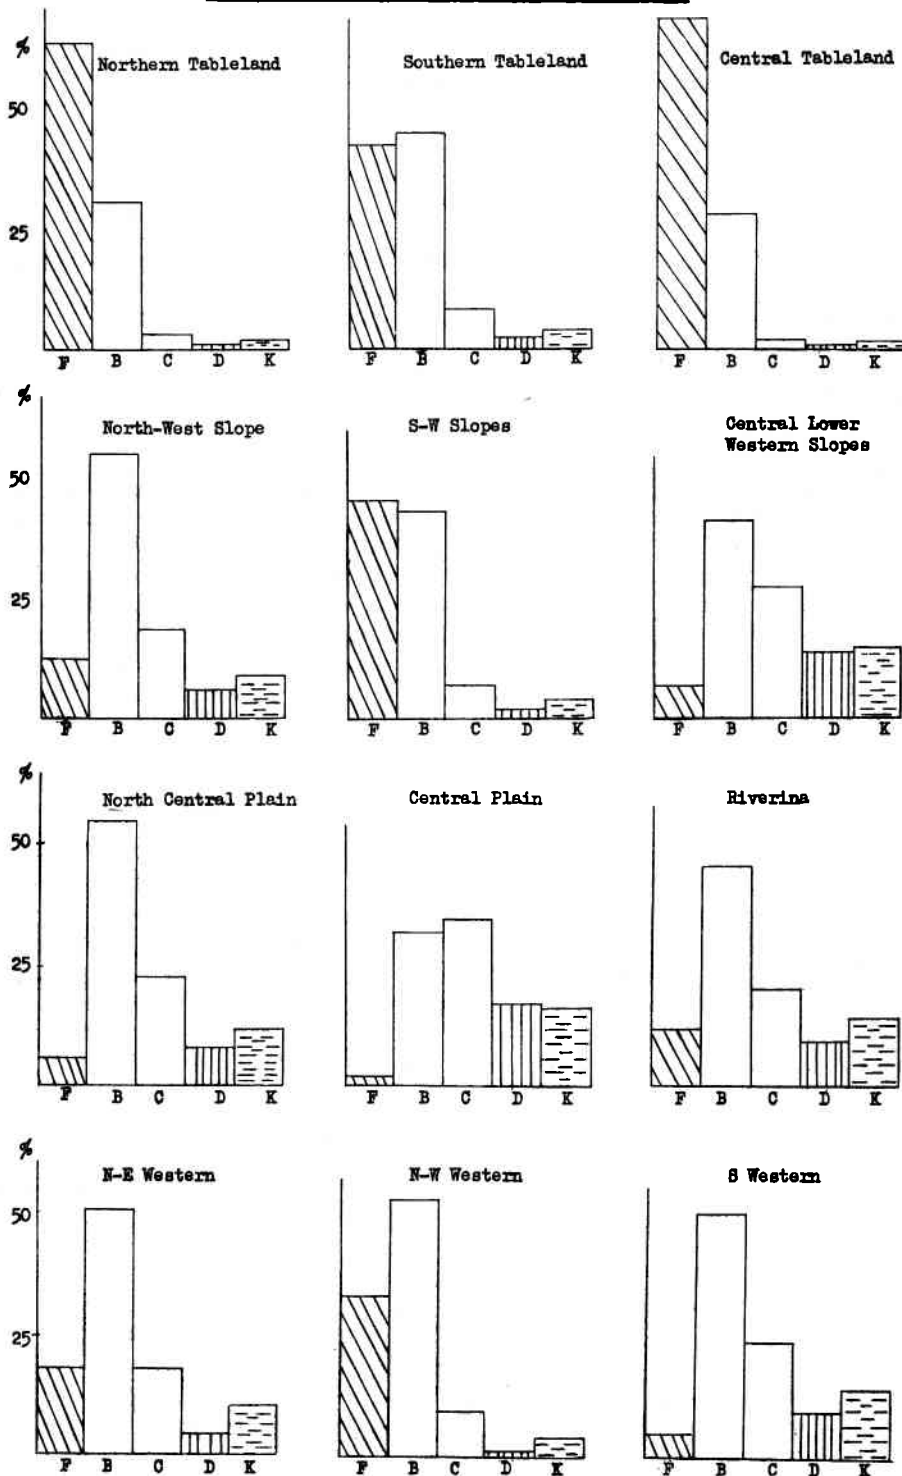 %
Northern Tableland
Southern Tableland
Central Tableland
50
25
F B C D K
F B C D K
F B C D K
%
North-West Slope
S-W Slopes
Central Lower
Western Slopes
50
25
F B C D K
F B C D K
F B C D K
%
North Central Plain
Central Plain
Riverina
50
25
F B C D K
F B C D K
F B C D K
%
N-E Western
N-W Western
S Western
50
25
F B C D K
F B C D K
F B C D K